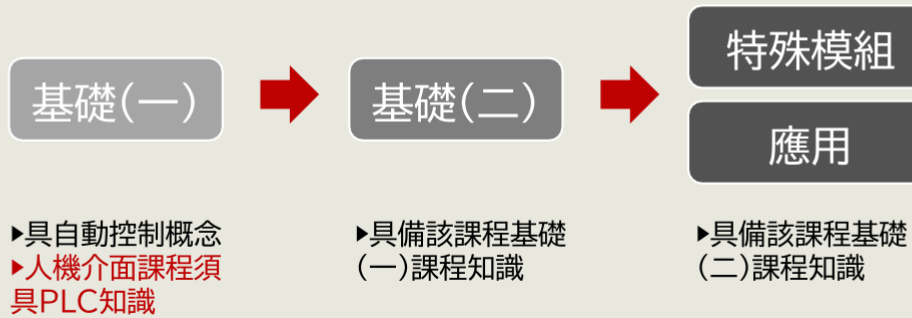 基礎(一)
基礎(二)
特殊模組
應用
▶具自動控制概念
▶人機介面課程須
具PLC知識
▶具備該課程基礎
(一)課程知識
▶具備該課程基礎
(二)課程知識